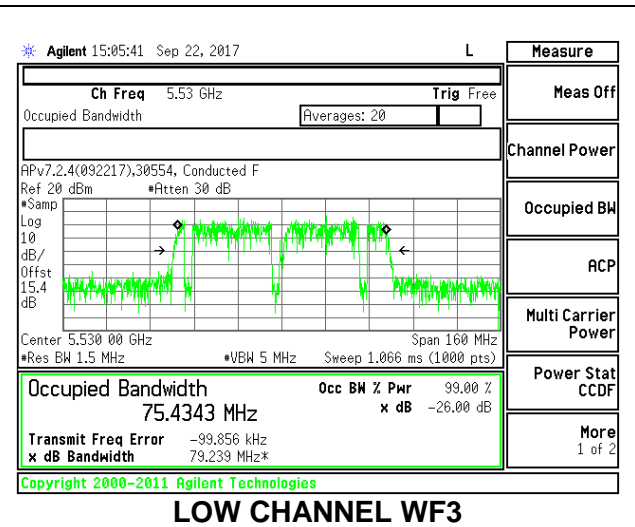 Agilent 15:05:41 Sep 22, 2017 L
Measure
Ch Freq 5.53 GHz Trig Free
Occupied Bandwidth Averages: 20
Meas Off
Channel Power
APv7.2.4(092217),30554, Conducted F
Ref 20 dBm #Atten 30 dB
#Samp
Log
10
dB/
Offst
15.4
dB
Occupied BW
ACP
Multi Carrier
Power
Center 5.530 00 GHz Span 160 MHz
#Res BW 1.5 MHz #VBW 5 MHz Sweep 1.066 ms (1000 pts)
Power Stat
CCDF
Occupied Bandwidth Occ BW % Pwr 99.00 %
75.4343 MHz x dB -26.00 dB
Transmit Freq Error -99.856 kHz
x dB Bandwidth 79.239 MHz*
More
1 of 2
Copyright 2000-2011 Agilent Technologies
LOW CHANNEL WF3